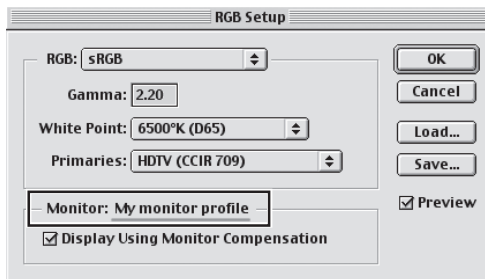 RGB Setup
RGB: sRGB
Gamma: 2.20
White Point: 6500°K (D65)
Primaries: HDTV (CCIR 709)
Monitor: My monitor profile
Display Using Monitor Compensation
OK
Cancel
Load...
Save...
Preview